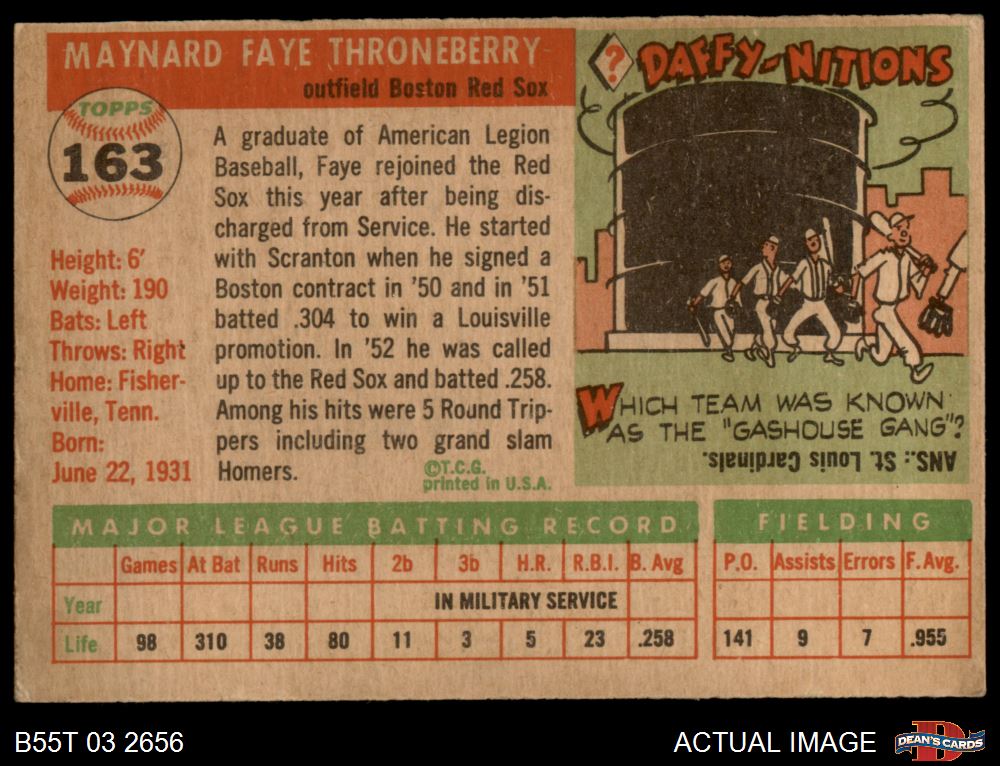 MAYNARD FAYE THRONEBERRY
outfield Boston Red Sox
TOPPS
163
Height: 6'
Weight: 190
Bats: Left
Throws: Right
Home: Fisher-
ville, Tenn.
Born:
June 22, 1931
A graduate of American Legion
Baseball, Faye rejoined the Red
Sox this year after being dis-
charged from Service. He started
with Scranton when he signed a
Boston contract in '50 and in '51
batted .304 to win a Louisville
promotion. In '52 he was called
up to the Red Sox and batted .258.
Among his hits were 5 Round Trip-
pers including two grand slam
Homers.
©T.C.G.
printed in U.S.A.
? DAFFY-NITIONS
WHICH TEAM WAS KNOWN
AS THE "GASHOUSE GANG"?
ANS.: St. Louis Cardinals.
MAJOR LEAGUE BATTING RECORD
Games At Bat Runs Hits 2b 3b H.R. R.B.I. B. Avg
Year IN MILITARY SERVICE
Life 98 310 38 80 11 3 5 23 .258
FIELDING
P.O. Assists Errors F. Avg.
141 9 7 .955
B55T 03 2656
ACTUAL IMAGE
D
DEAN'S CARDS